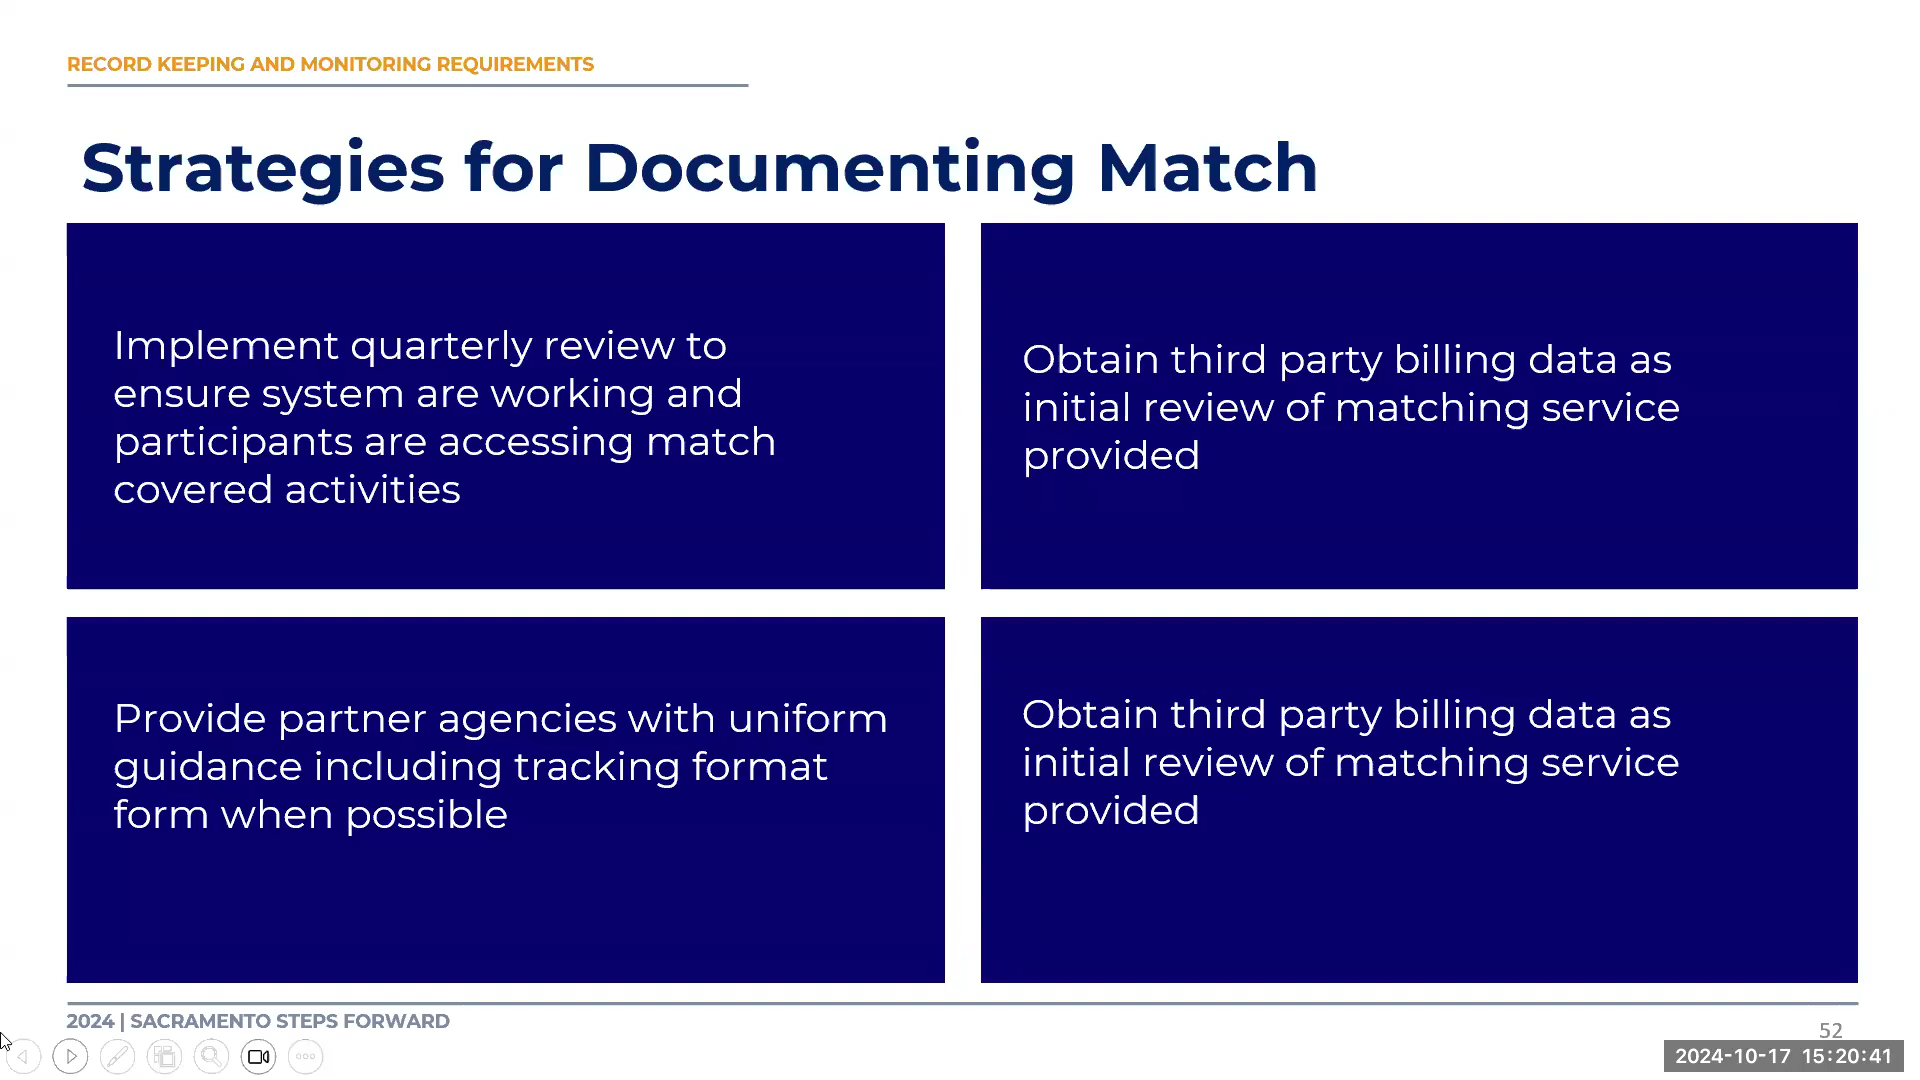 RECORD KEEPING AND MONITORING REQUIREMENTS
Strategies for Documenting Match
Implement quarterly review to
ensure system are working and
participants are accessing match
covered activities
Obtain third party billing data as
initial review of matching service
provided
Provide partner agencies with uniform
guidance including tracking format
form when possible
Obtain third party billing data as
initial review of matching service
provided
2024 | SACRAMENTO STEPS FORWARD
52
2024-10-17 15:20:41